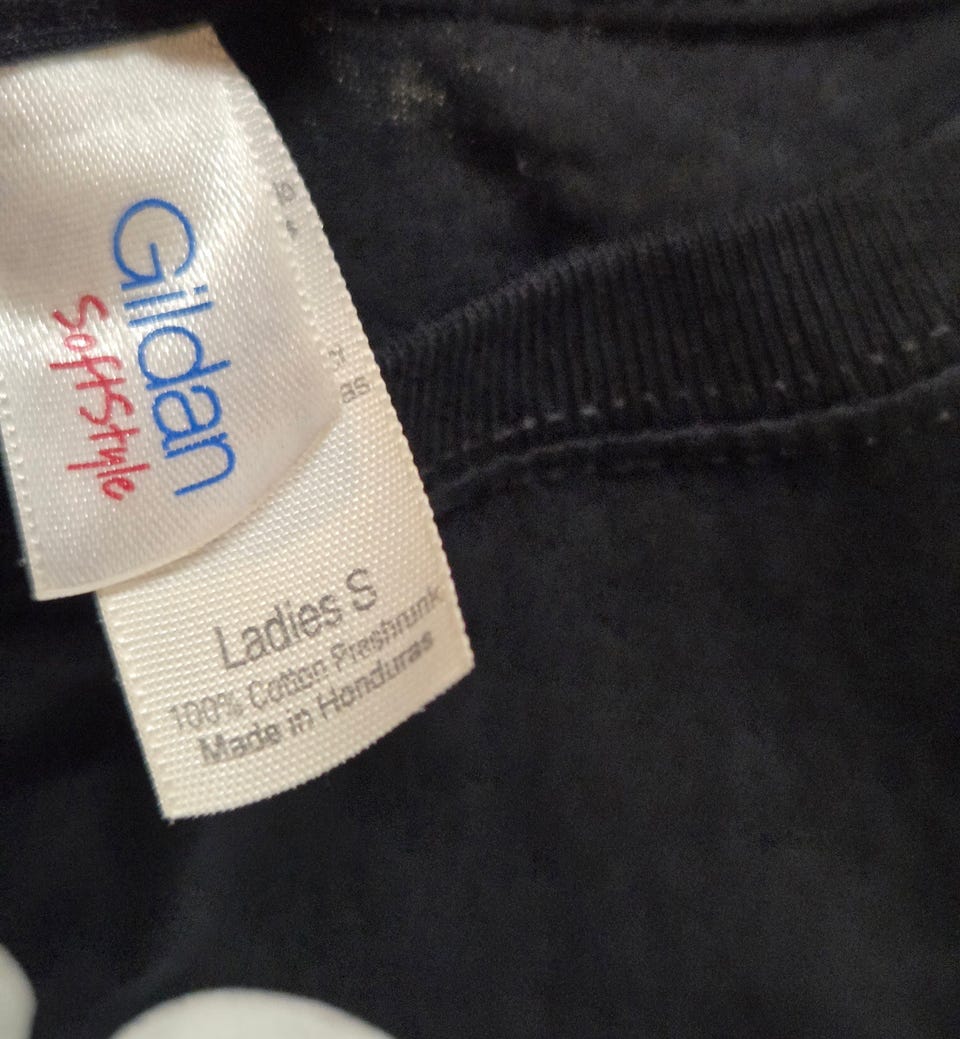 Gildan
SoftStyle
Ladies S
100% Cotton Preshrunk
Made in Honduras